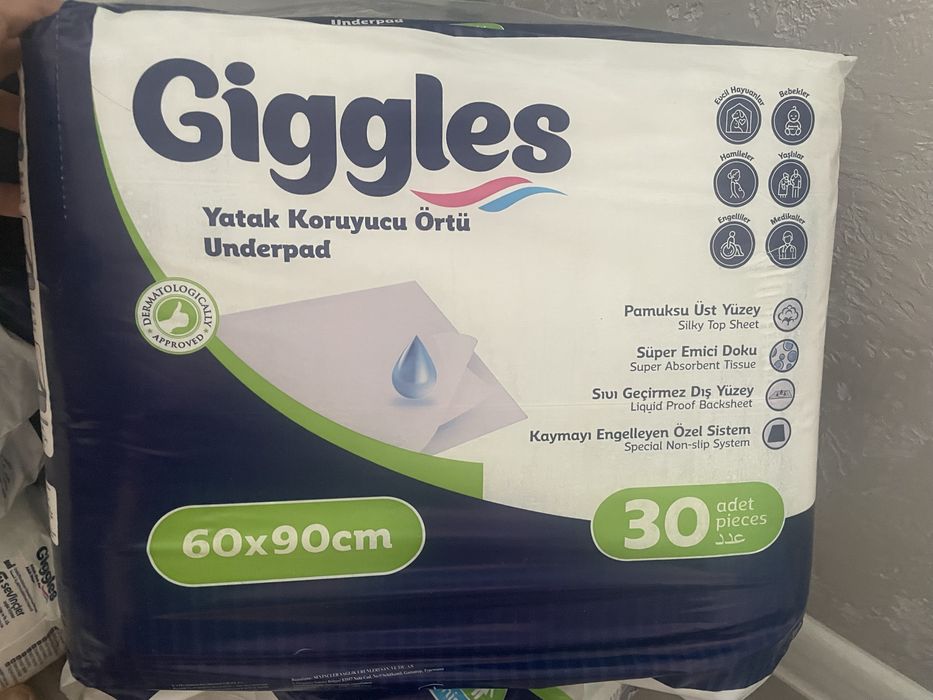 Underpad
Giggles
Yatak Koruyucu Örtü
Underpad
DERMATOLOGICALLY
APPROVED
Evcil Hayvanlar
Bebekler
Hamileler
Yaşlılar
Engelliler
Medikaller
Pamuksu Üst Yüzey
Silky Top Sheet
Süper Emici Doku
Super Absorbent Tissue
Sıvı Geçirmez Dış Yüzey
Liquid Proof Backsheet
Kaymayı Engelleyen Özel Sistem
Special Non-slip System
60x90cm
30 adet
pieces
عدد
Giggles